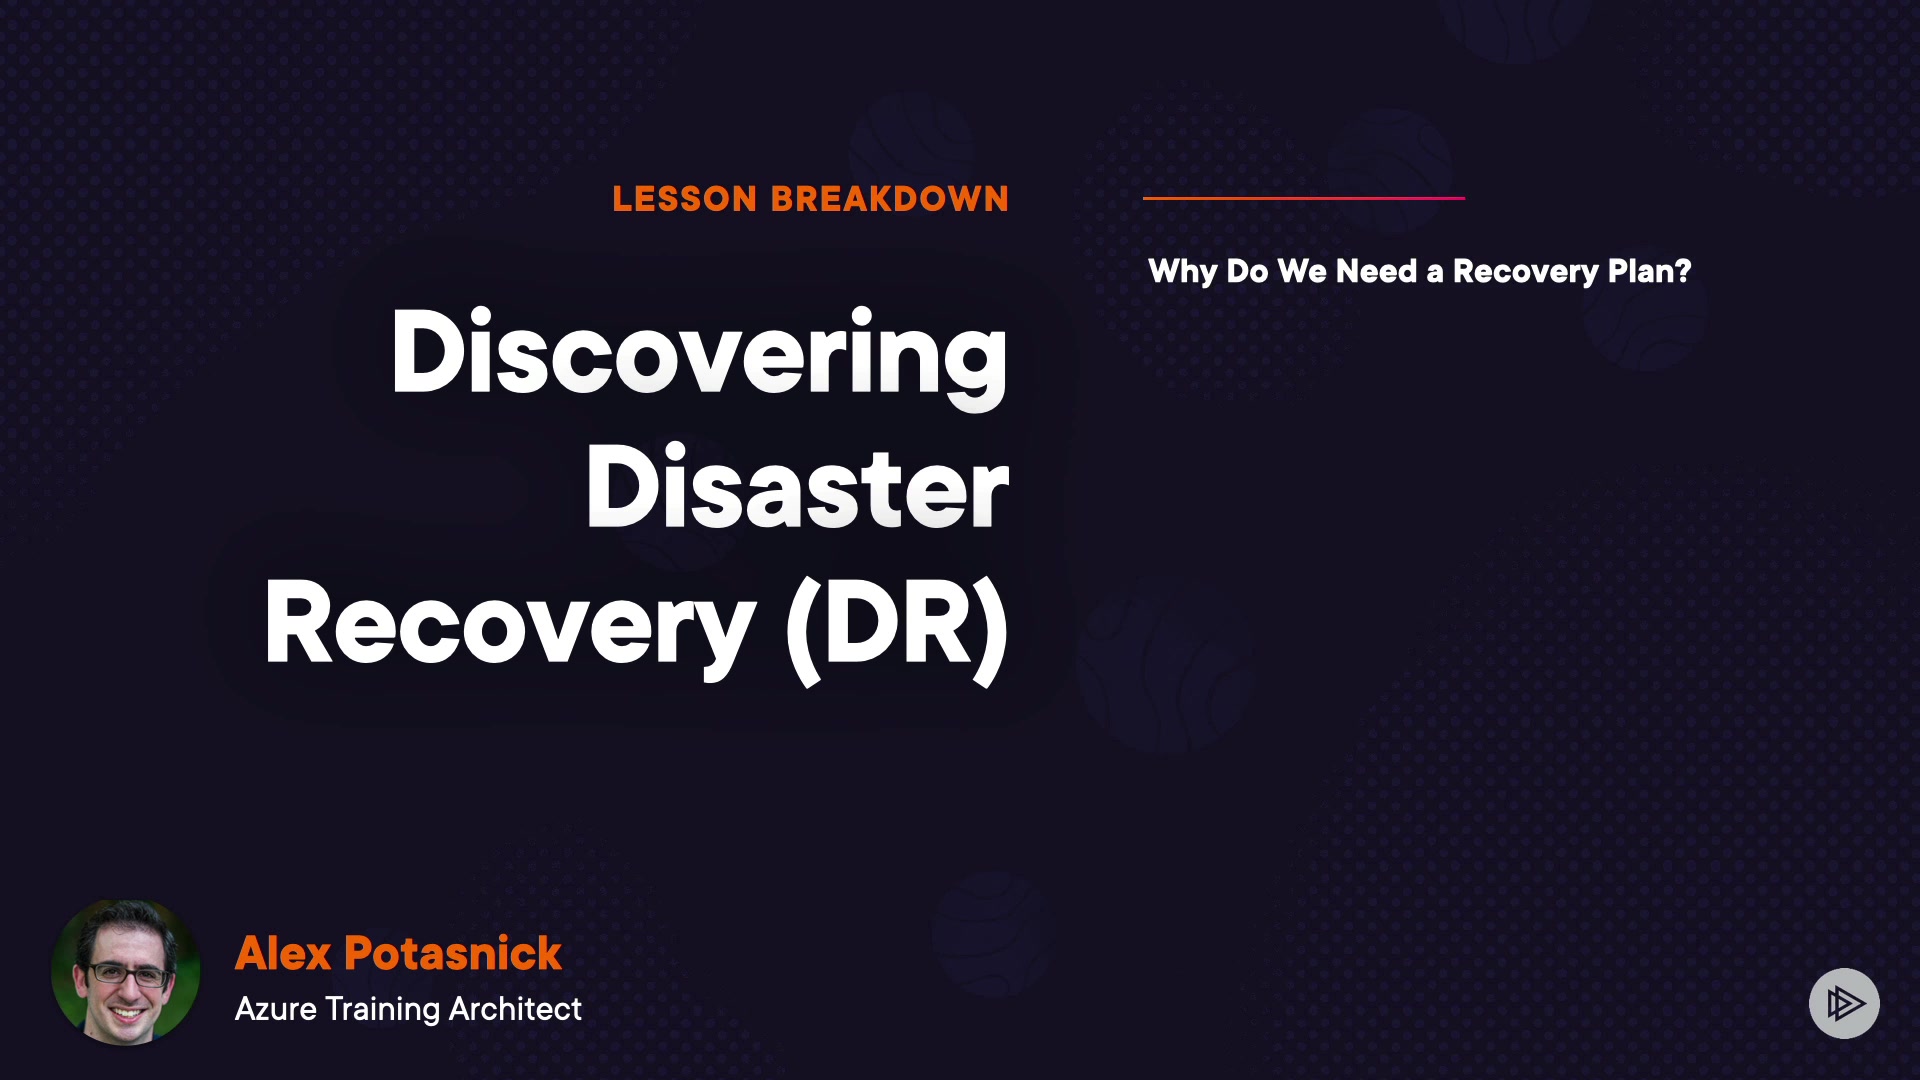 LESSON BREAKDOWN
Discovering
Disaster
Recovery (DR)
Why Do We Need a Recovery Plan?
Alex Potasnick
Azure Training Architect